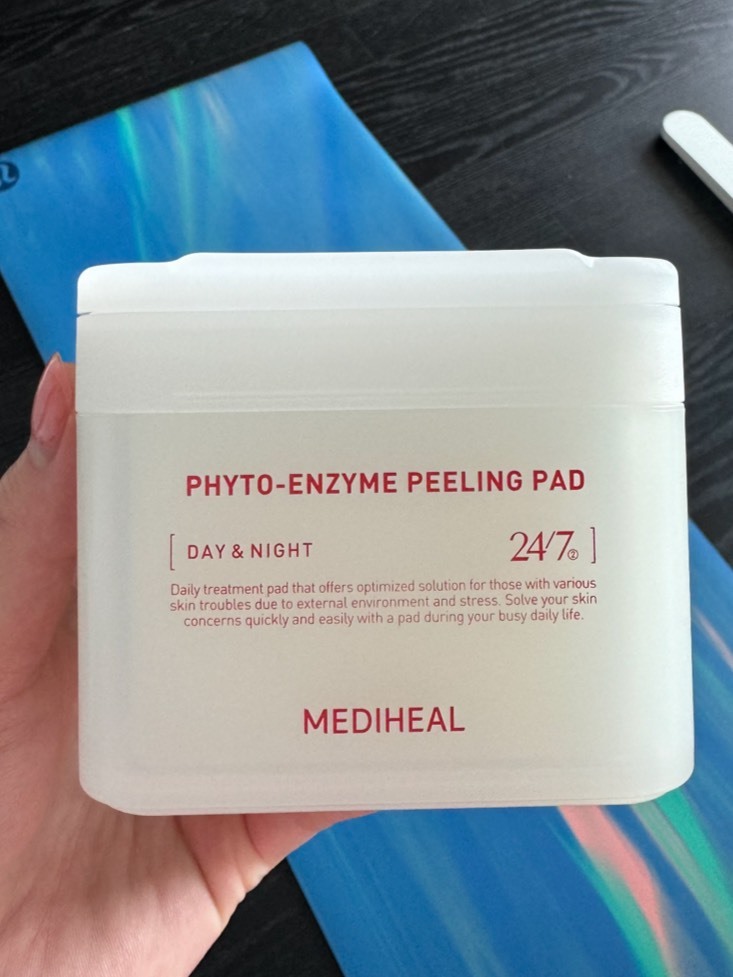 PHYTO-ENZYME PEELING PAD
[ DAY & NIGHT 24/7② ]
Daily treatment pad that offers optimized solution for those with various
skin troubles due to external environment and stress. Solve your skin
concerns quickly and easily with a pad during your busy daily life.
MEDIHEAL